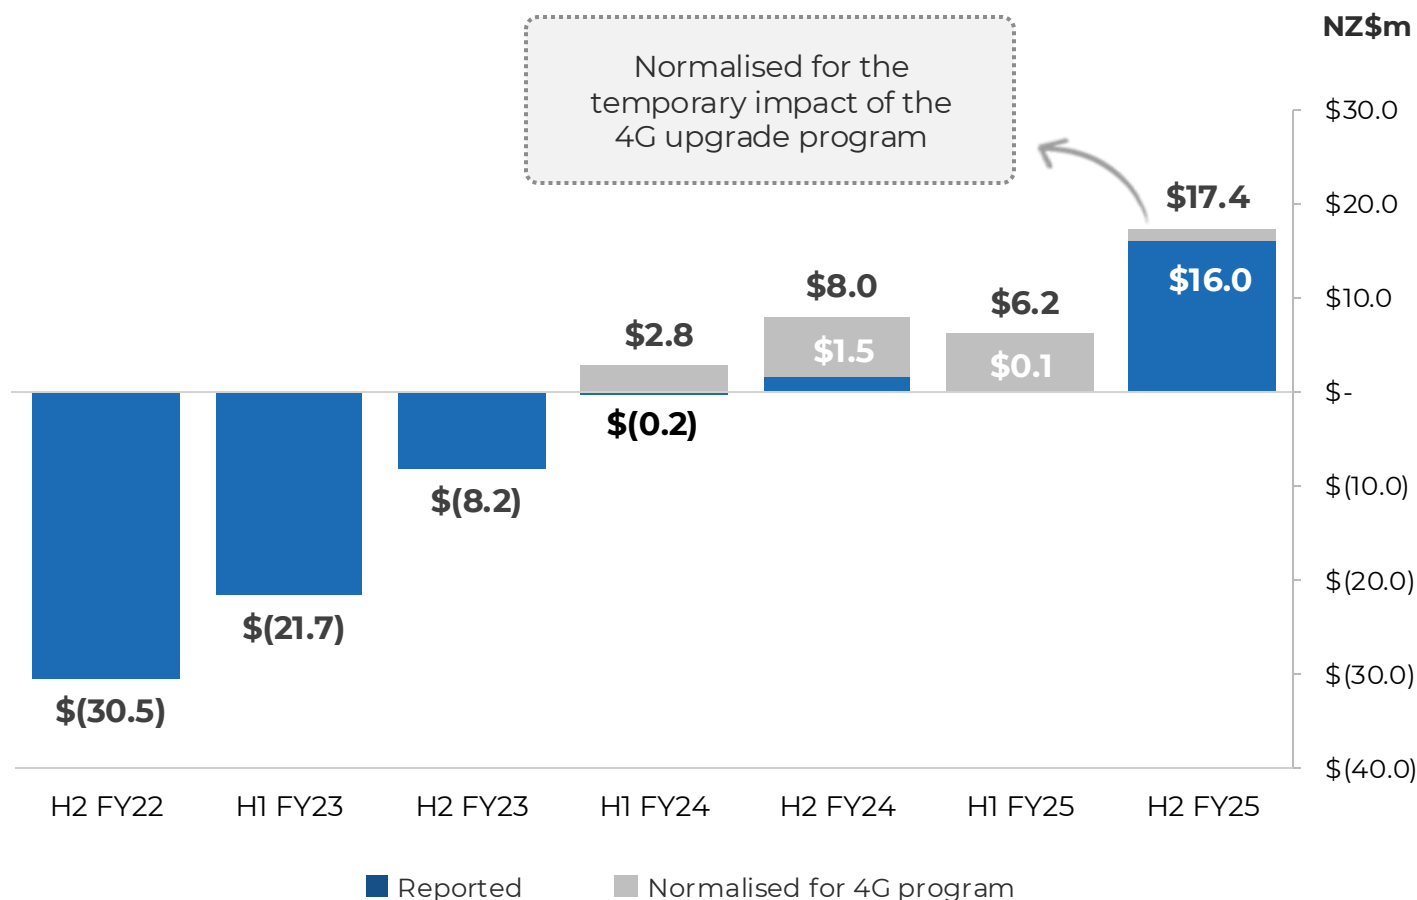 NZ$m
Normalised for the
temporary impact of the
4G upgrade program
$30.0
$20.0
$10.0
$-
$(10.0)
$(20.0)
$(30.0)
$(40.0)
$(30.5)
$(21.7)
$(8.2)
$2.8
$(0.2)
$8.0
$1.5
$6.2
$0.1
$17.4
$16.0
H2 FY22
H1 FY23
H2 FY23
H1 FY24
H2 FY24
H1 FY25
H2 FY25
Reported
Normalised for 4G program